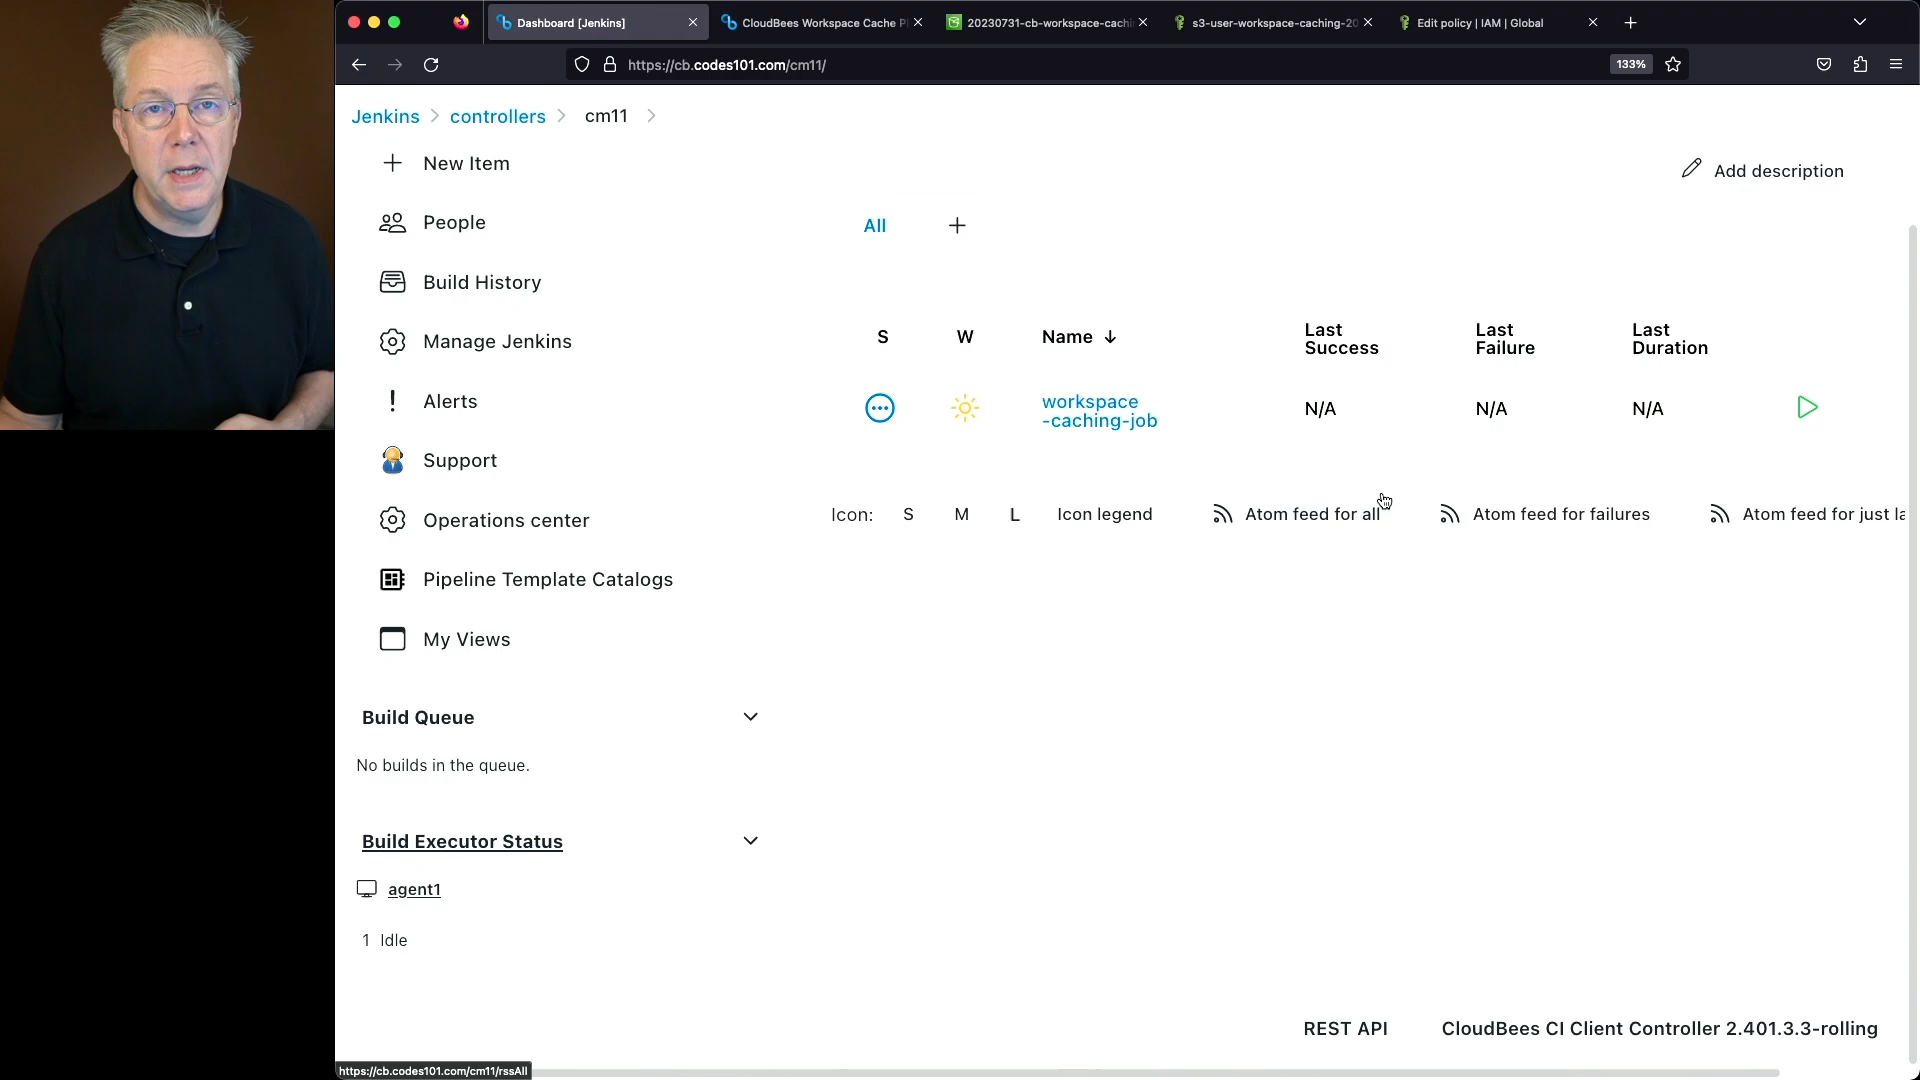 Dashboard [Jenkins]
CloudBees Workspace Cache P
20230731-cb-workspace-cachi
s3-user-workspace-caching-20
Edit policy | IAM | Global
https://cb.codes101.com/cm11/
133%
Jenkins
controllers
cm11
New Item
Add description
People
All
Build History
S
W
Name
Last
Success
Last
Failure
Last
Duration
Manage Jenkins
Alerts
workspace
-caching-job
N/A
N/A
N/A
Support
Icon:
S
M
L
Icon legend
Atom feed for all
Atom feed for failures
Atom feed for just la
Operations center
Pipeline Template Catalogs
My Views
Build Queue
No builds in the queue.
Build Executor Status
agent1
1 Idle
REST API
CloudBees CI Client Controller 2.401.3.3-rolling
https://cb.codes101.com/cm11/rssAll